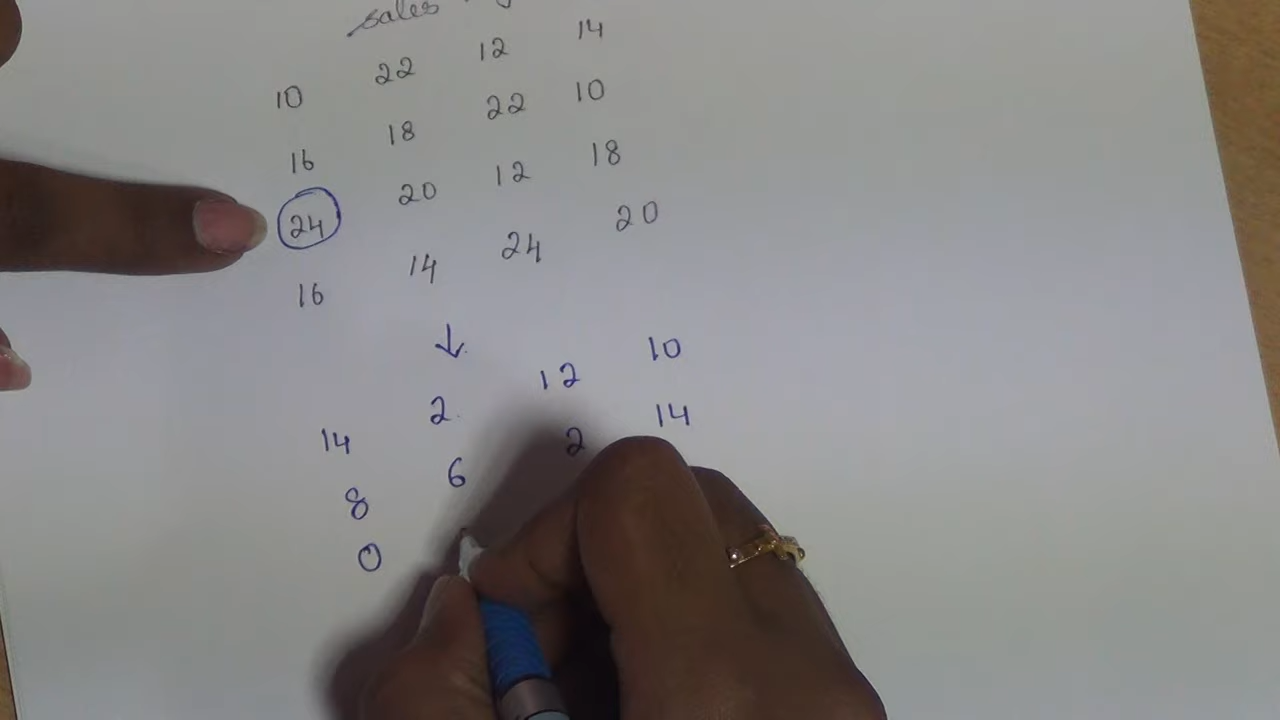 sales
10 22 12 14
16 18 22 10
24 20 12 18
16 14 24 20
↓
14 2 12 10
8 6 2 14
0